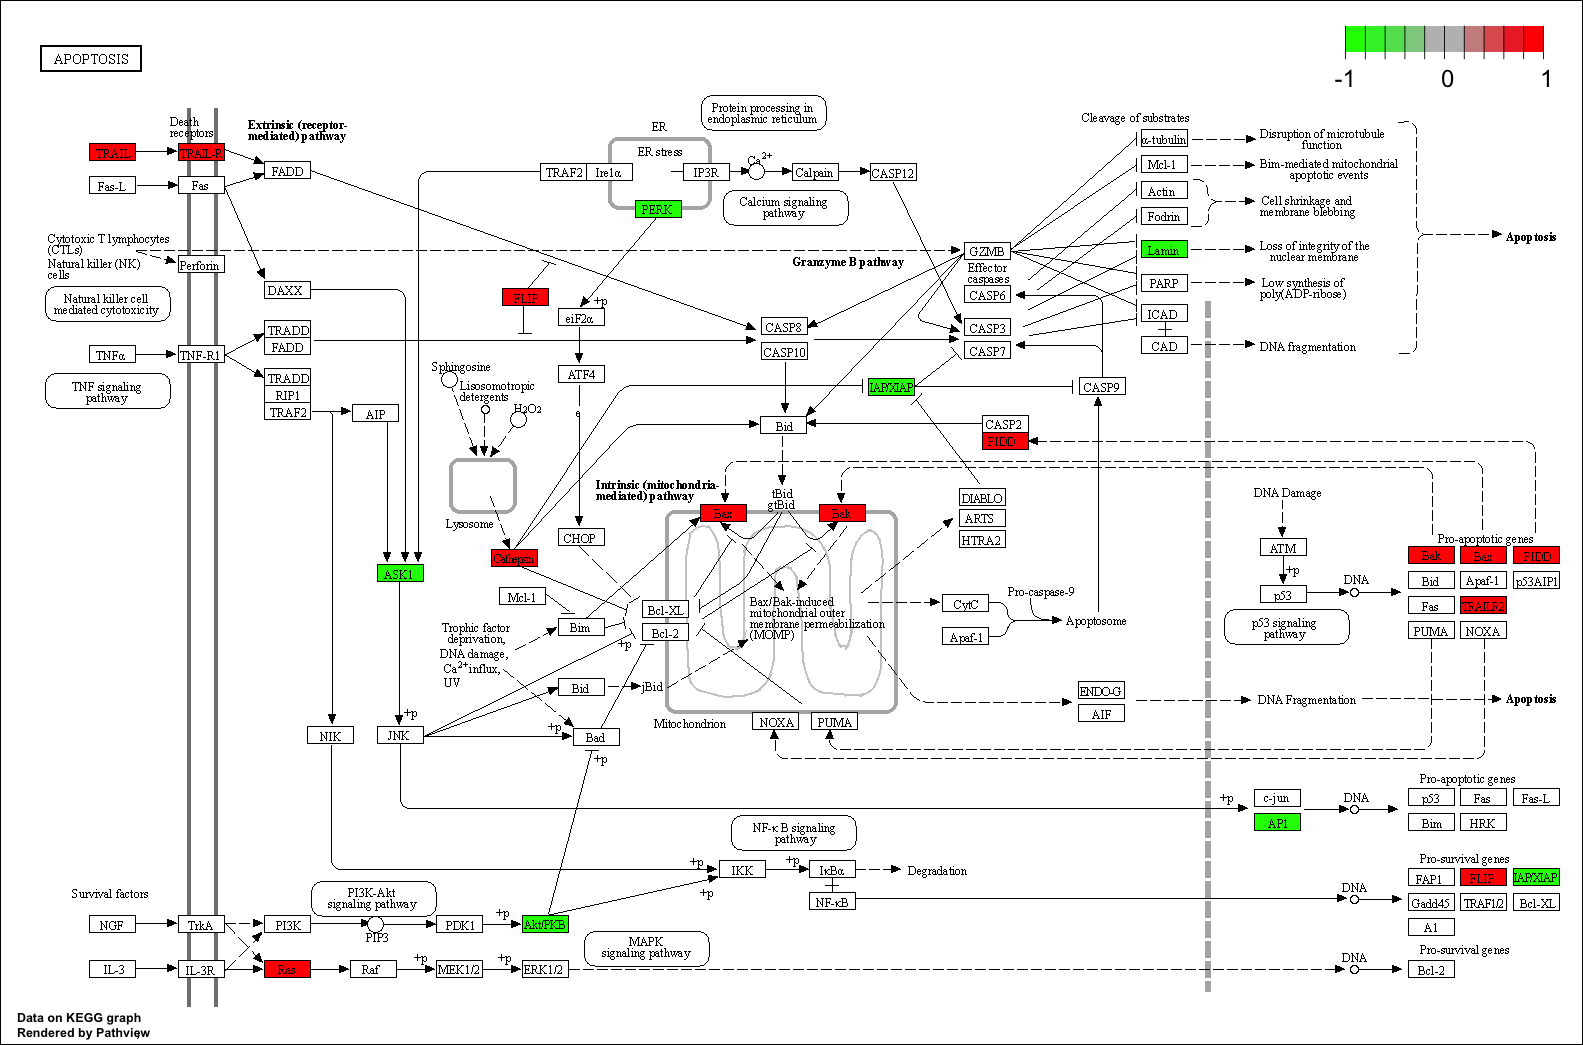 APOPTOSIS
-1
0
1
Death
receptors
Extrinsic (receptor-
mediated) pathway
TRAIL
TRAIL-R
FADD
Fas-L
Fas
ER
ER stress
Protein processing in
endoplasmic reticulum
TRAF2
Ire1α
IP3R
Ca2+
Calpain
CASP12
PERK
Calcium signaling
pathway
Cleavage of substrates
α-tubulin
Disruption of microtubule
function
Mcl-1
Bim-mediated mitochondrial
apoptotic events
Actin
Fodrin
Cell shrinkage and
membrane blebbing
Lamin
Loss of integrity of the
nuclear membrane
PARP
Low synthesis of
poly(ADP-ribose)
ICAD
CAD
DNA fragmentation
Apoptosis
Cytotoxic T lymphocytes
(CTLs)
Natural killer (NK)
cells
Perforin
Natural killer cell
mediated cytotoxicity
DAXX
Granzyme B pathway
GZMB
Effector
caspases
CASP6
CASP3
CASP7
FLIP
+p
eiF2α
ATF4
e
CASP8
CASP10
TNFα
TNF-R1
TRADD
FADD
TRADD
RIP1
TRAF2
AIP
TNF signaling
pathway
Sphingosine
Lisosomotropic
detergents
H2O2
IAP/XIAP
CASP9
Bid
CASP2
PIDD
Lysosome
Intrinsic (mitochondria-
mediated) pathway
tBid
gtBid
Bax
Bak
DIABLO
ARTS
HTRA2
CHOP
Cathepsin
ASK1
Mcl-1
Bim
+p
Bcl-XL
Bcl-2
Bax/Bak-induced
mitochondrial outer
membrane permeabilization
(MOMP)
CytC
Apaf-1
Pro-caspase-9
Apoptosome
Trophic factor
deprivation,
DNA damage,
Ca2+ influx,
UV
Bid
jBid
Mitochondrion
NOXA
PUMA
ENDO-G
AIF
DNA Fragmentation
Apoptosis
DNA Damage
ATM
+p
p53
DNA
p53 signaling
pathway
Pro-apoptotic genes
Bak
Bax
PIDD
Bid
Apaf-1
p53AIP1
Fas
TRAILR2
PUMA
NOXA
NIK
+p
JNK
+p
Bad
+p
+p
c-jun
AP1
DNA
Pro-apoptotic genes
p53
Fas
Fas-L
Bim
HRK
NF-κB signaling
pathway
+p
IKK
+p
IκBα
Degradation
+p
NF-κB
DNA
Pro-survival genes
FAP1
FLIP
IAP/XIAP
Gadd45
TRAF1/2
Bcl-XL
A1
Survival factors
PI3K-Akt
signaling pathway
NGF
TrkA
PI3K
PIP3
PDK1
+p
Akt/PKB
MAPK
signaling pathway
IL-3
IL-3R
Ras
Raf
+p
MEK1/2
+p
ERK1/2
DNA
Pro-survival genes
Bcl-2
Data on KEGG graph
Rendered by Pathview